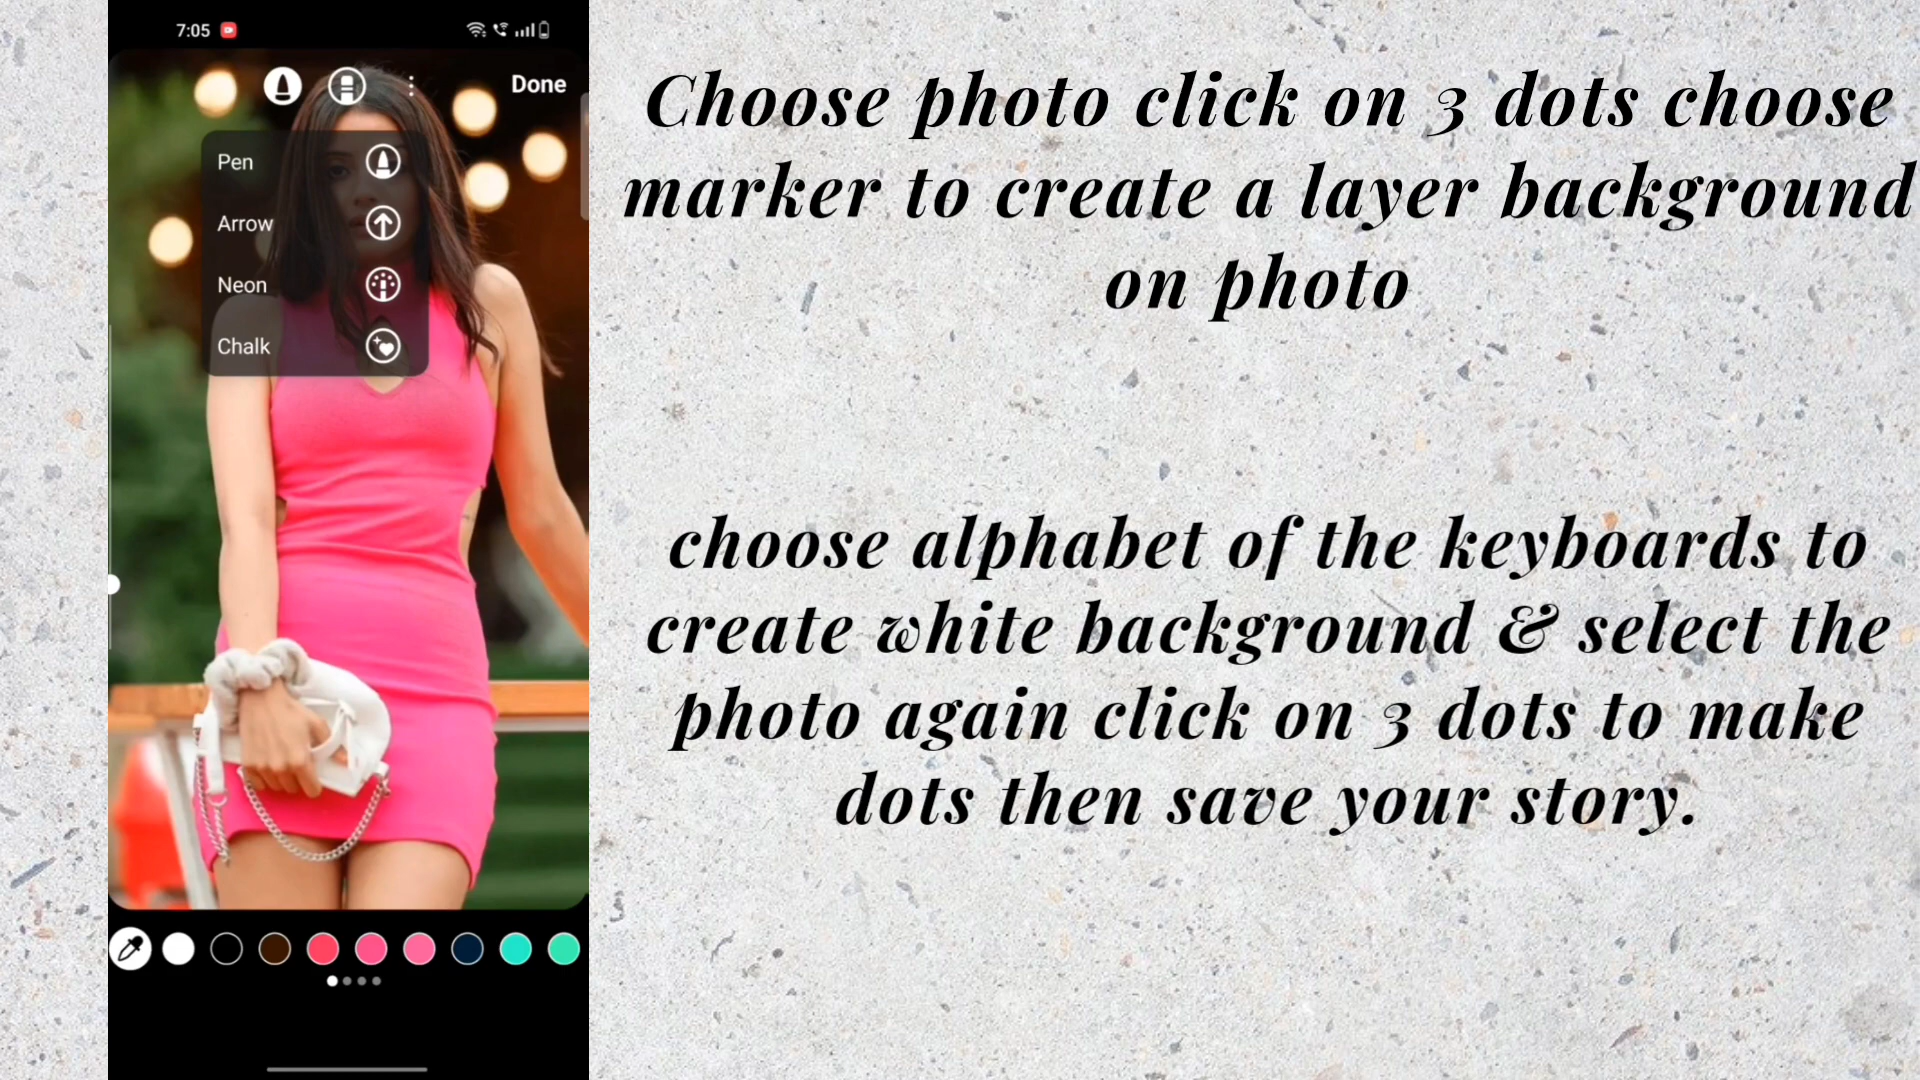 7:05
Done
Pen
Arrow
Neon
Chalk
Choose photo click on 3 dots choose
marker to create a layer background
on photo
choose alphabet of the keyboards to
create white background & select the
photo again click on 3 dots to make
dots then save your story.